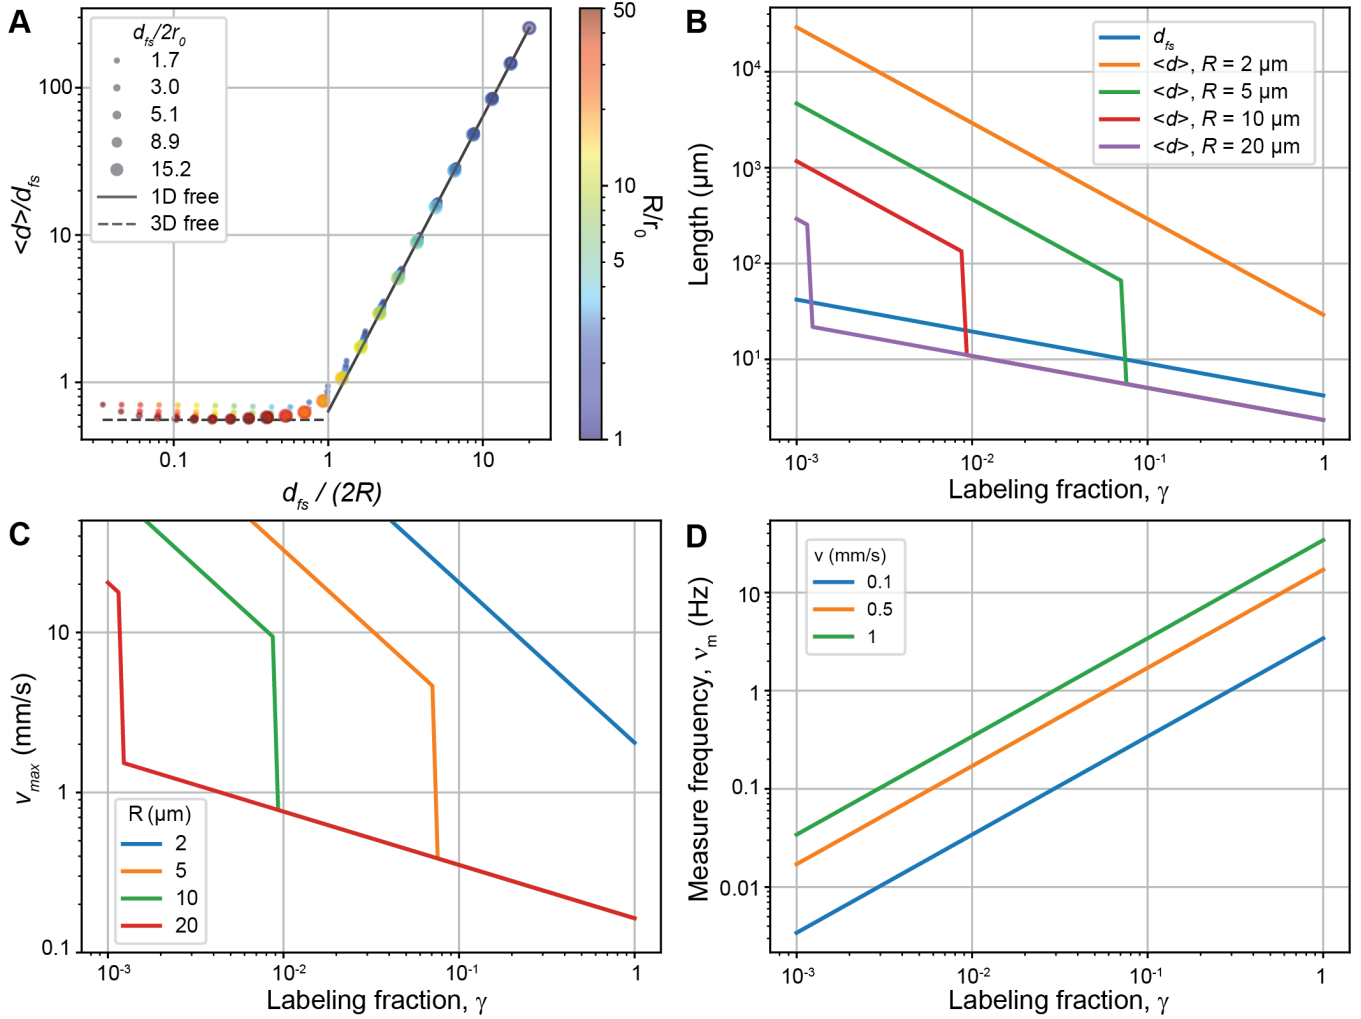 A
<d>/d_fs
100
10
1
0.1
1
10
d_fs / (2R)
d_fs/2r_0
1.7
3.0
5.1
8.9
15.2
1D free
3D free
50
10
5
1
R/r_0
B
Length (µm)
10^4
10^3
10^2
10^1
10^-3
10^-2
10^-1
1
Labeling fraction, γ
d_fs
<d>, R = 2 µm
<d>, R = 5 µm
<d>, R = 10 µm
<d>, R = 20 µm
C
v_max (mm/s)
10
1
0.1
10^-3
10^-2
10^-1
1
Labeling fraction, γ
R (µm)
2
5
10
20
D
Measure frequency, ν_m (Hz)
10
1
0.1
0.01
10^-3
10^-2
10^-1
1
Labeling fraction, γ
v (mm/s)
0.1
0.5
1